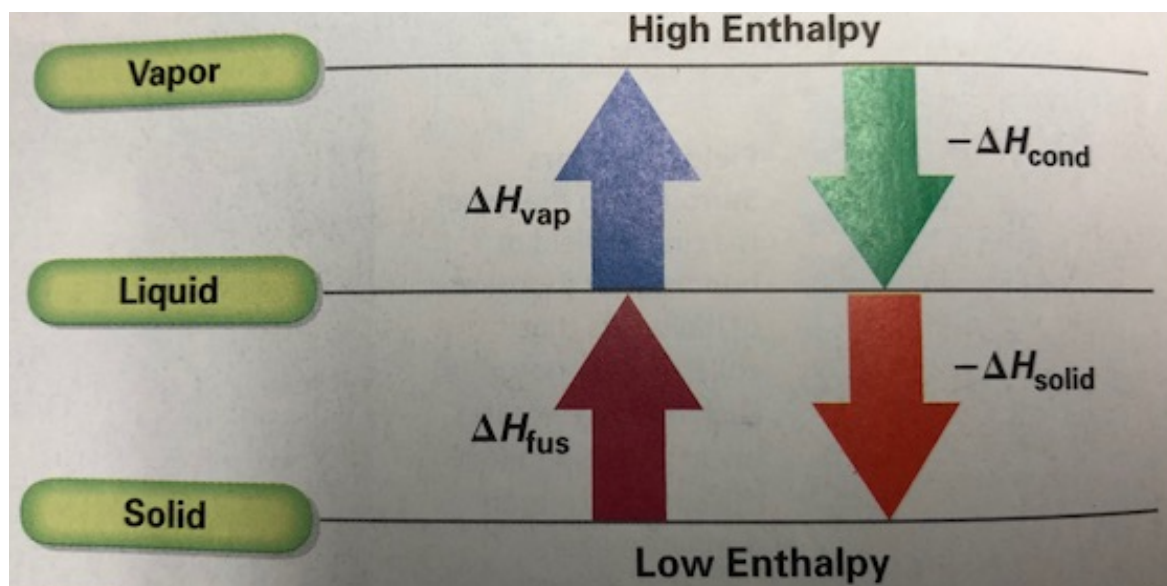 High Enthalpy
Vapor
−ΔHcond
ΔHvap
Liquid
−ΔHsolid
ΔHfus
Solid
Low Enthalpy